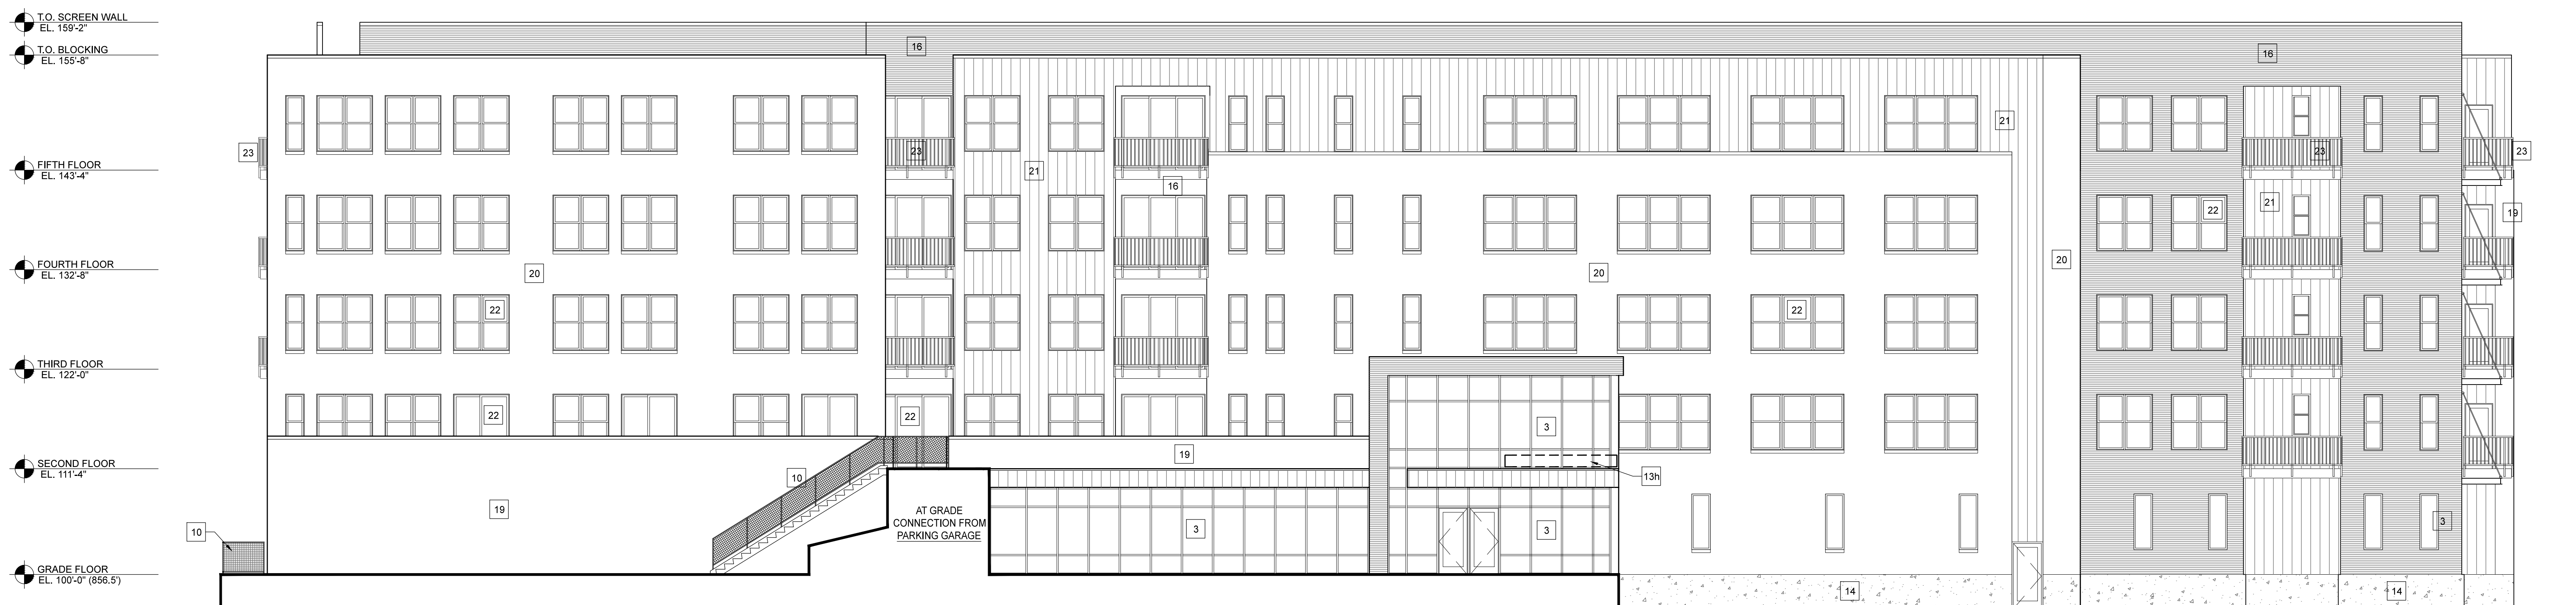 T.O. SCREEN WALL
EL. 159'-2"
T.O. BLOCKING
EL. 155'-8"
16
16
21
23
23
23
23
FIFTH FLOOR
EL. 143'-4"
21
16
21
22
19
FOURTH FLOOR
EL. 132'-8"
20
20
20
22
22
THIRD FLOOR
EL. 122'-0"
22
22
3
SECOND FLOOR
EL. 111'-4"
19
10
13h
19
AT GRADE
CONNECTION FROM
PARKING GARAGE
3
3
3
10
GRADE FLOOR
EL. 100'-0" (856.5')
14
14